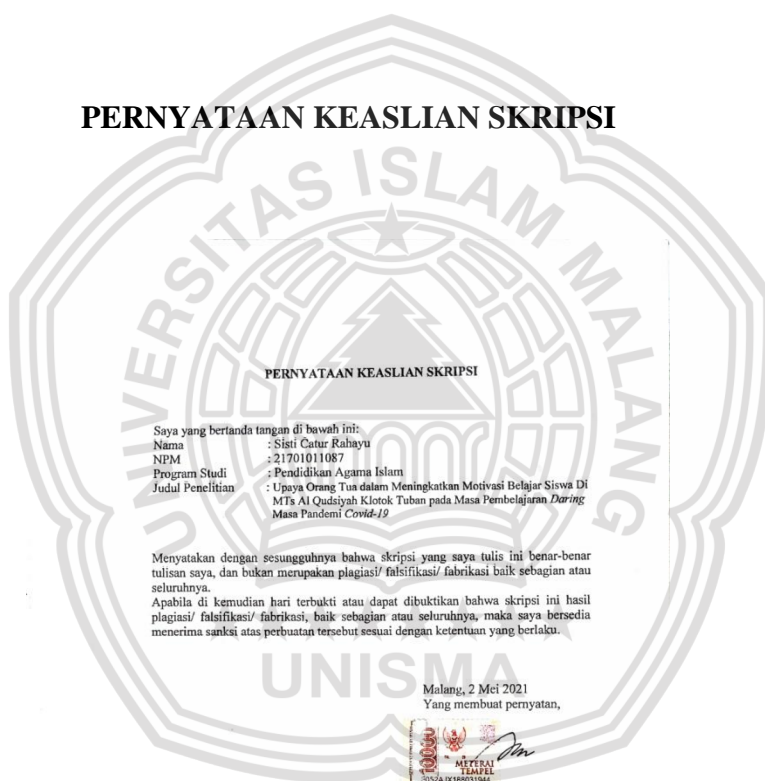 PERNYATAAN KEASLIAN SKRIPSI
UNIVERSITAS ISLAM MALANG
PERNYATAAN KEASLIAN SKRIPSI
Saya yang bertanda tangan di bawah ini:
Nama : Sisti Catur Rahayu
NPM : 21701011087
Program Studi : Pendidikan Agama Islam
Judul Penelitian : Upaya Orang Tua dalam Meningkatkan Motivasi Belajar Siswa Di
MTs Al Qudsiyah Klotok Tuban pada Masa Pembelajaran Daring
Masa Pandemi Covid-19
Menyatakan dengan sesungguhnya bahwa skripsi yang saya tulis ini benar-benar
tulisan saya, dan bukan merupakan plagiasi/ falsifikasi/ fabrikasi baik sebagian atau
seluruhnya.
Apabila di kemudian hari terbukti atau dapat dibuktikan bahwa skripsi ini hasil
plagiasi/ falsifikasi/ fabrikasi, baik sebagian atau seluruhnya, maka saya bersedia
menerima sanksi atas perbuatan tersebut sesuai dengan ketentuan yang berlaku.
UNISMA
Malang, 2 Mei 2021
Yang membuat pernyatan,
10000
METERAI
TEMPEL